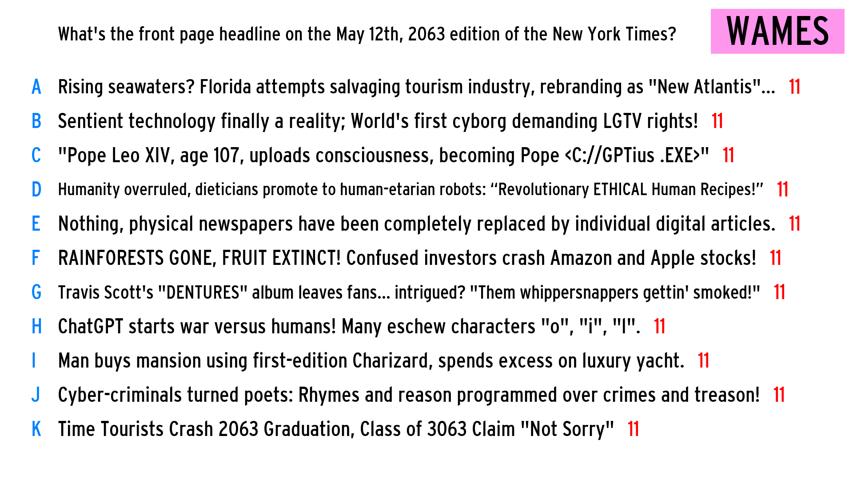 What's the front page headline on the May 12th, 2063 edition of the New York Times?
WAMES
A Rising seawaters? Florida attempts salvaging tourism industry, rebranding as "New Atlantis"... 11
B Sentient technology finally a reality; World's first cyborg demanding LGTV rights! 11
C "Pope Leo XIV, age 107, uploads consciousness, becoming Pope <C://GPTius .EXE>" 11
D Humanity overruled, dieticians promote to human-etarian robots: “Revolutionary ETHICAL Human Recipes!” 11
E Nothing, physical newspapers have been completely replaced by individual digital articles. 11
F RAINFORESTS GONE, FRUIT EXTINCT! Confused investors crash Amazon and Apple stocks! 11
G Travis Scott's "DENTURES" album leaves fans... intrigued? "Them whippersnappers gettin' smoked!" 11
H ChatGPT starts war versus humans! Many eschew characters "o", "i", "l". 11
I Man buys mansion using first-edition Charizard, spends excess on luxury yacht. 11
J Cyber-criminals turned poets: Rhymes and reason programmed over crimes and treason! 11
K Time Tourists Crash 2063 Graduation, Class of 3063 Claim "Not Sorry" 11